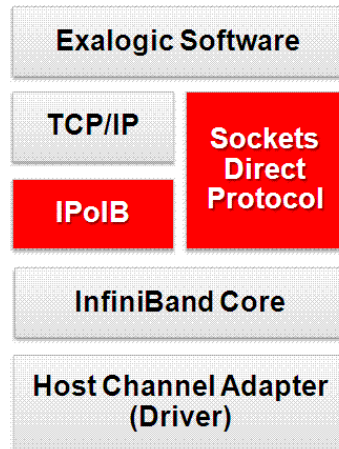 Exalogic Software
TCP/IP
Sockets
Direct
Protocol
IPoIB
InfiniBand Core
Host Channel Adapter
(Driver)